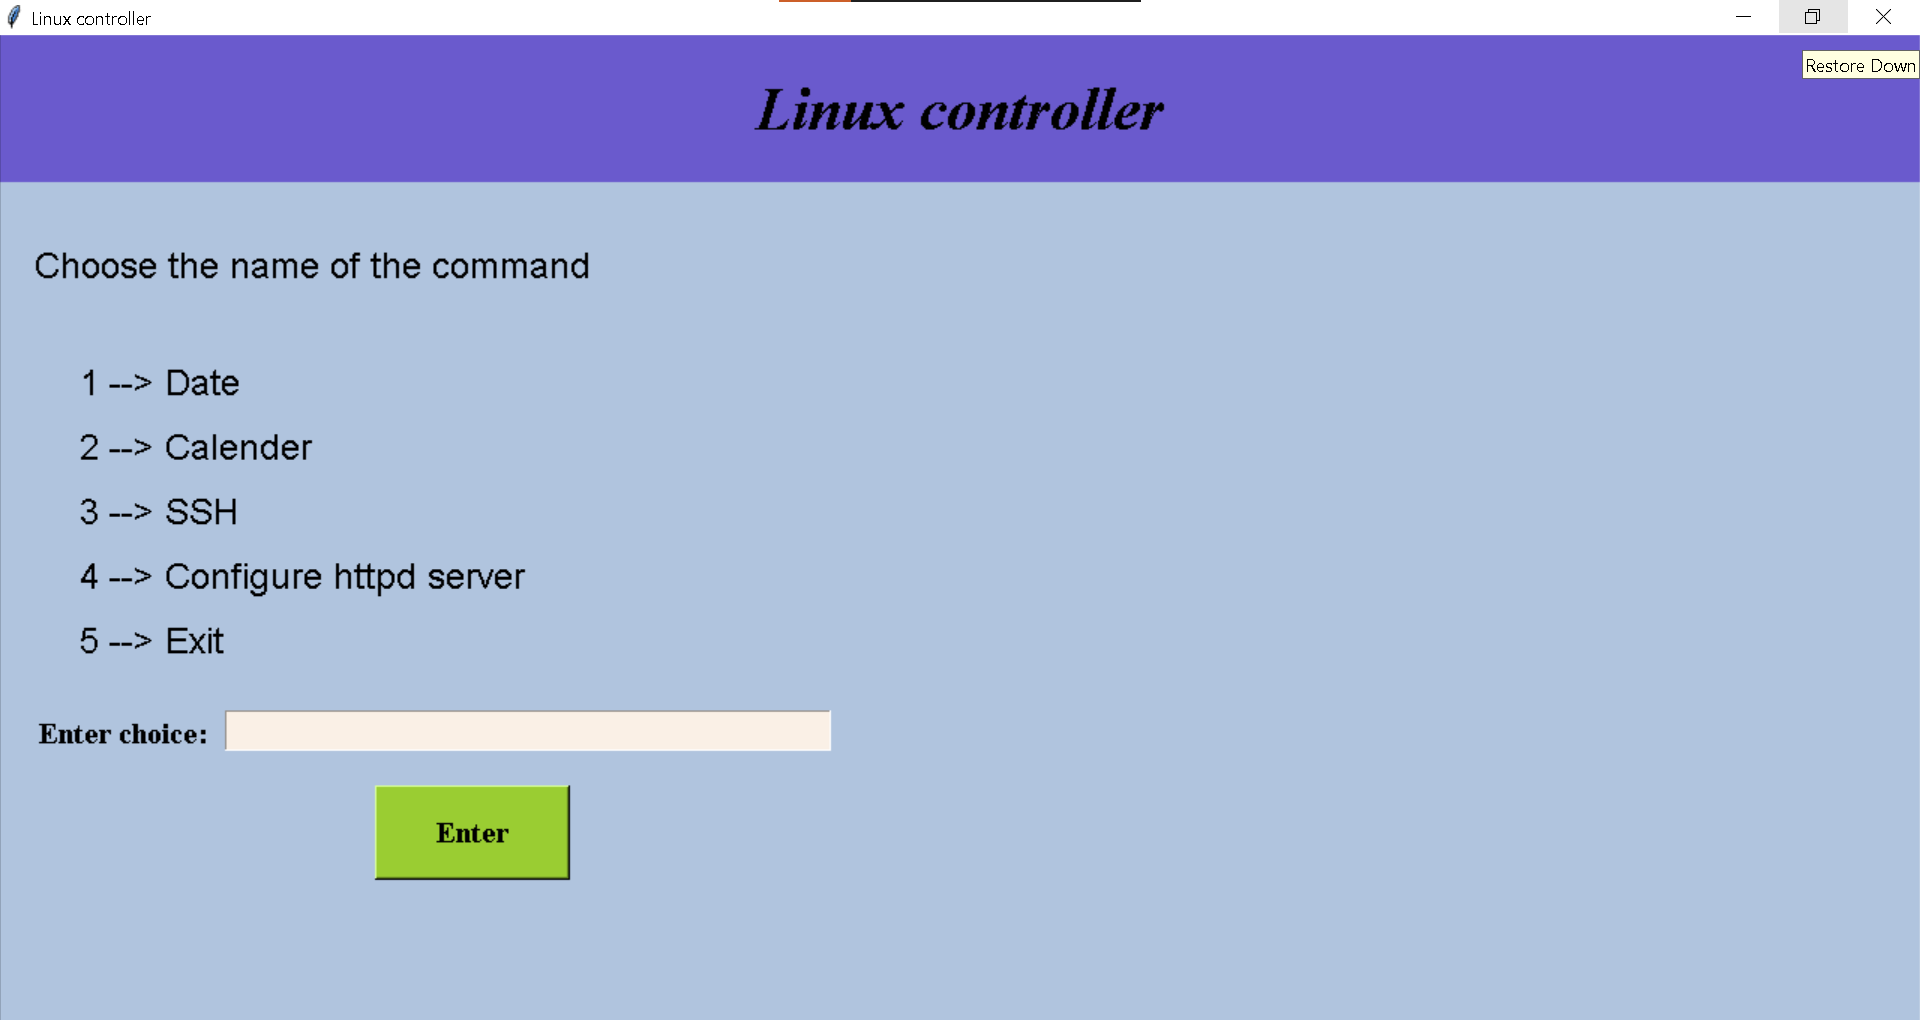 Linux controller
Restore Down
Linux controller
Choose the name of the command
1 --> Date
2 --> Calender
3 --> SSH
4 --> Configure httpd server
5 --> Exit
Enter choice:
Enter